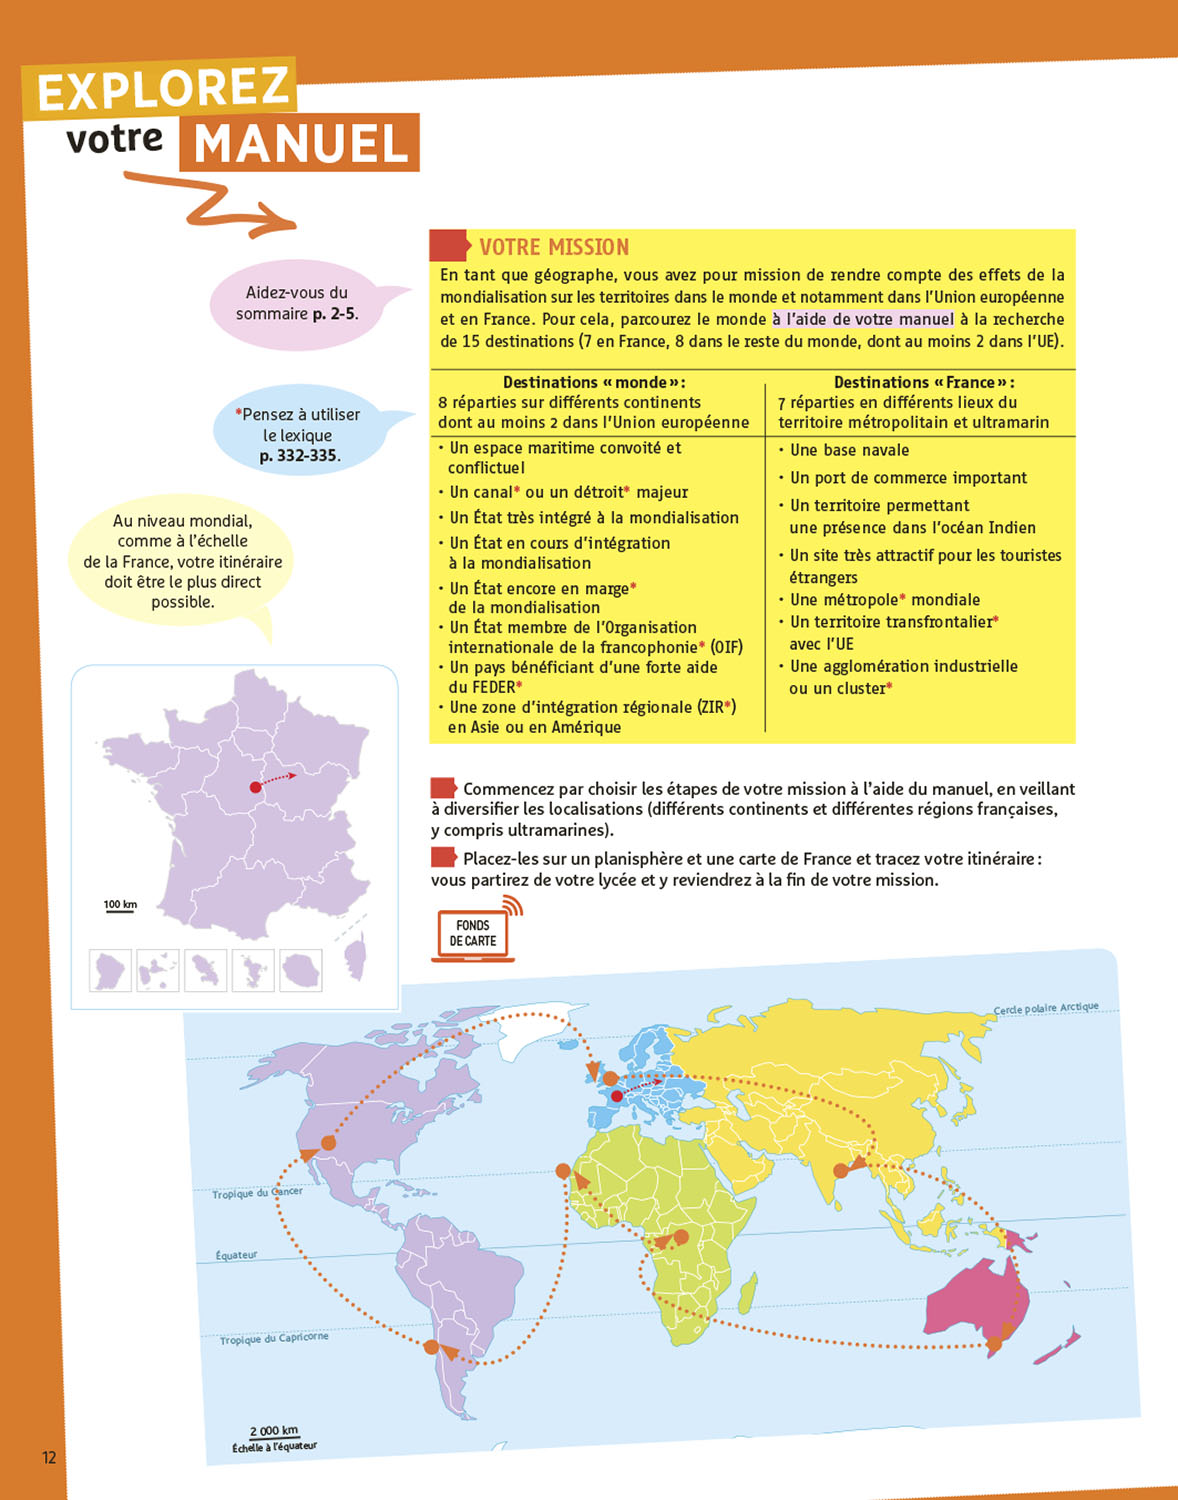 EXPLOREZ
votre MANUEL
Aidez-vous du
sommaire p. 2-5.
*Pensez à utiliser
le lexique
p. 332-335.
Au niveau mondial,
comme à l'échelle
de la France, votre itinéraire
doit être le plus direct
possible.
VOTRE MISSION
En tant que géographe, vous avez pour mission de rendre compte des effets de la
mondialisation sur les territoires dans le monde et notamment dans l'Union européenne
et en France. Pour cela, parcourez le monde à l'aide de votre manuel à la recherche
de 15 destinations (7 en France, 8 dans le reste du monde, dont au moins 2 dans l'UE).
Destinations « monde » :
8 réparties sur différents continents
dont au moins 2 dans l'Union européenne
• Un espace maritime convoité et
conflictuel
• Un canal* ou un détroit* majeur
• Un État très intégré à la mondialisation
• Un État en cours d'intégration
à la mondialisation
• Un État encore en marge*
de la mondialisation
• Un État membre de l'Organisation
internationale de la francophonie* (OIF)
• Un pays bénéficiant d'une forte aide
du FEDER*
• Une zone d'intégration régionale (ZIR*)
en Asie ou en Amérique
Destinations « France » :
7 réparties en différents lieux du
territoire métropolitain et ultramarin
• Une base navale
• Un port de commerce important
• Un territoire permettant
une présence dans l'océan Indien
• Un site très attractif pour les touristes
étrangers
• Une métropole* mondiale
• Un territoire transfrontalier*
avec l'UE
• Une agglomération industrielle
ou un cluster*
Commencez par choisir les étapes de votre mission à l'aide du manuel, en veillant
à diversifier les localisations (différents continents et différentes régions françaises,
y compris ultramarines).
Placez-les sur un planisphère et une carte de France et tracez votre itinéraire :
vous partirez de votre lycée et y reviendrez à la fin de votre mission.
FONDS
DE CARTE
100 km
Cercle polaire Arctique
Tropique du Cancer
Équateur
Tropique du Capricorne
2 000 km
Échelle à l'équateur
12